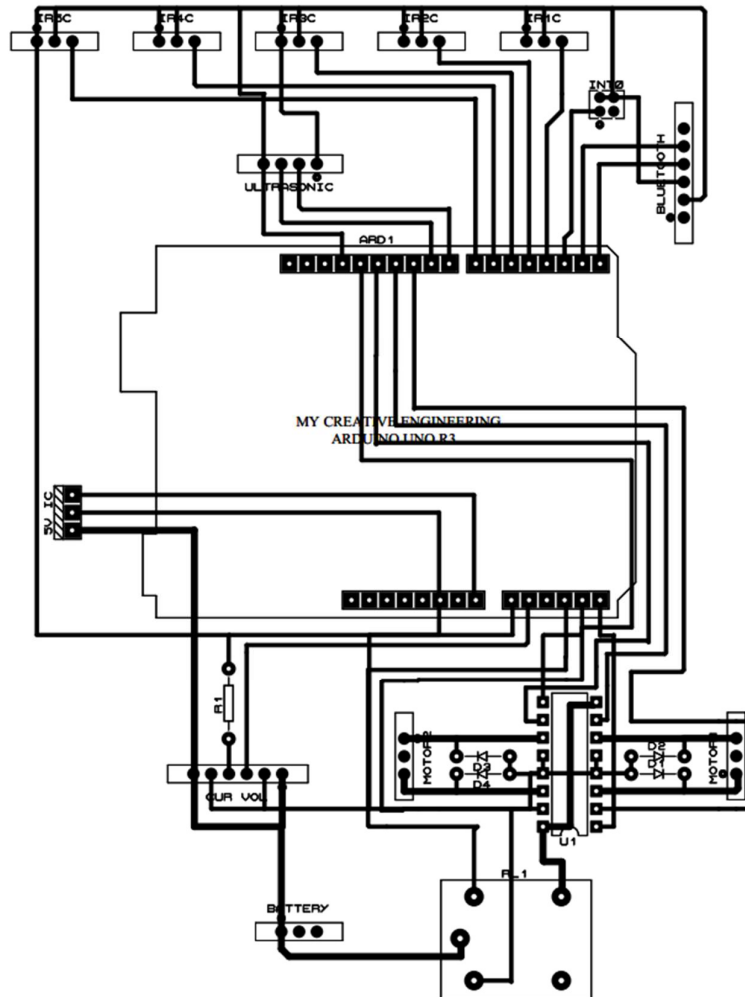 IR5C IR4C IR3C IR2C IR1C
INT0
BLUETOOTH
ULTRASONIC
ARD1
MY CREATIVE ENGINEERING
ARDUINO UNO R3
5V IC
R1
MOTOR2
D3
D4
MOTOR1
CUR VOL
U1
RL1
BATTERY